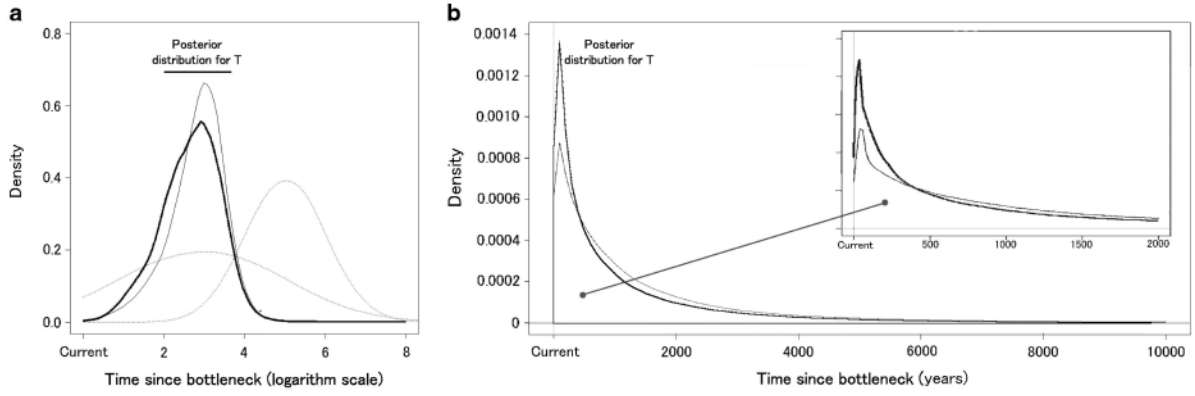 a
0.8
0.6
0.4
0.2
0.0
Density
Posterior
distribution for T
Current
2
4
6
8
Time since bottleneck (logarithm scale)
b
0.0014
0.0012
0.0010
0.0008
0.0006
0.0004
0.0002
0
Density
Posterior
distribution for T
Current
2000
4000
6000
8000
10000
Time since bottleneck (years)
Current
500
1000
1500
2000